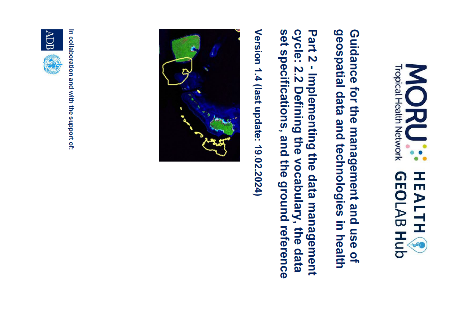 MORU
Tropical Health Network
HEALTH
GEOLAB Hub
Guidance for the management and use of
geospatial data and technologies in health
Part 2 - Implementing the data management
cycle: 2.2 Defining the vocabulary, the data
set specifications, and the ground reference
Version 1.4 (last update: 19.02.2024)
In collaboration and with the support of:
ADB